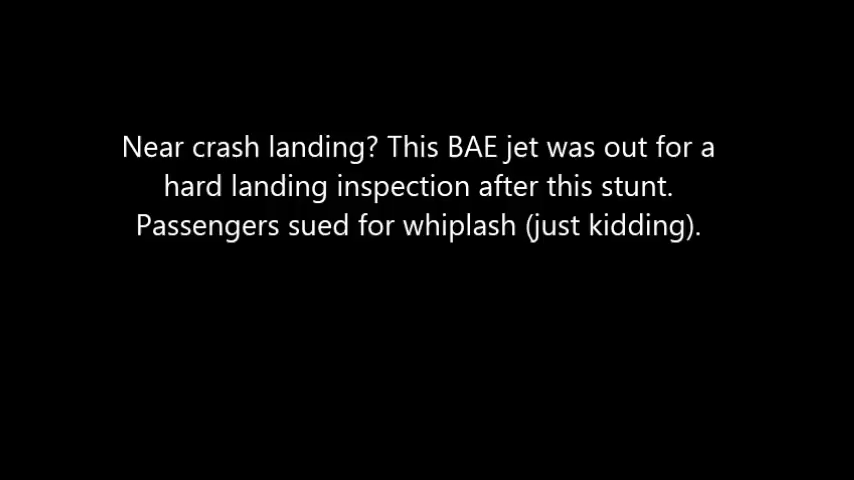 Near crash landing? This BAE jet was out for a
hard landing inspection after this stunt.
Passengers sued for whiplash (just kidding).